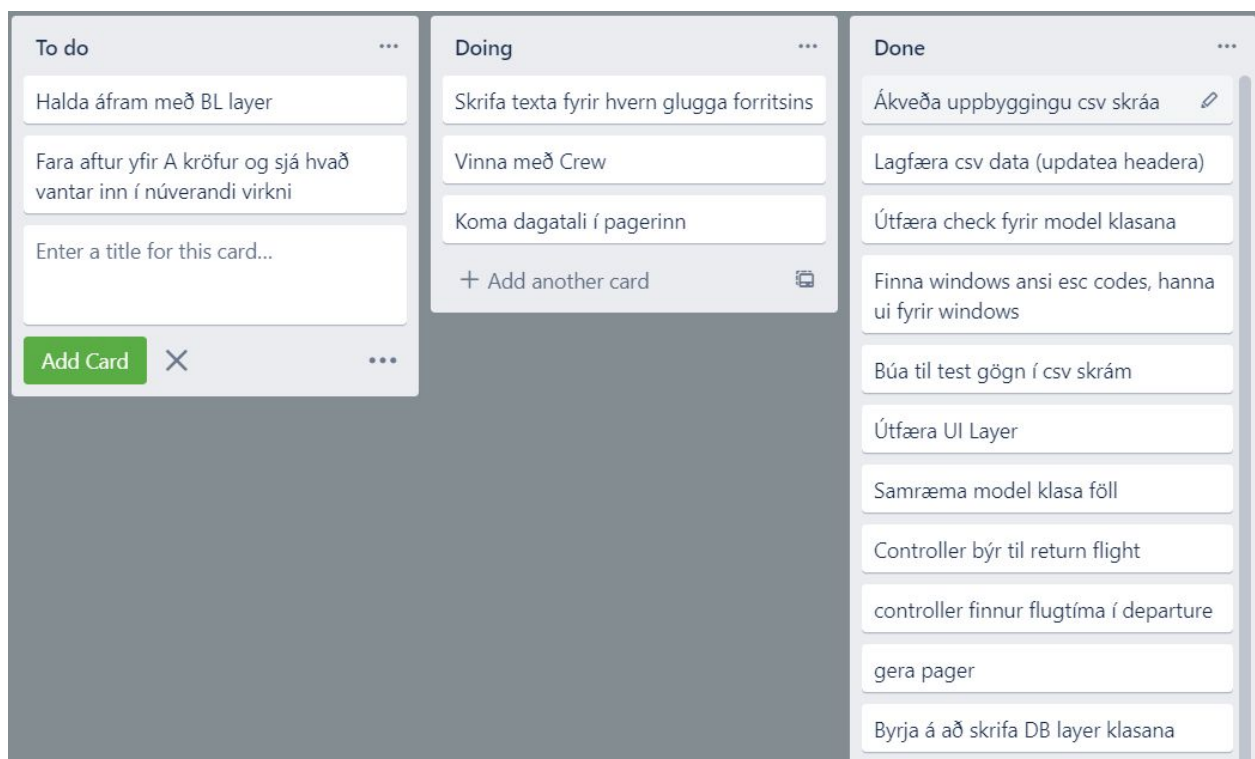 To do
Halda áfram með BL layer
Fara aftur yfir A kröfur og sjá hvað
vantar inn í núverandi virkni
Enter a title for this card...
Add Card
Doing
Skrifa texta fyrir hvern glugga forritsins
Vinna með Crew
Koma dagatali í pagerinn
+ Add another card
Done
Ákveða uppbyggingu csv skráa
Lagfæra csv data (updatea headera)
Útfæra check fyrir model klasana
Finna windows ansi esc codes, hanna
ui fyrir windows
Búa til test gögn í csv skrám
Útfæra UI Layer
Samræma model klasa föll
Controller býr til return flight
controller finnur flugtíma í departure
gera pager
Byrja á að skrifa DB layer klasana